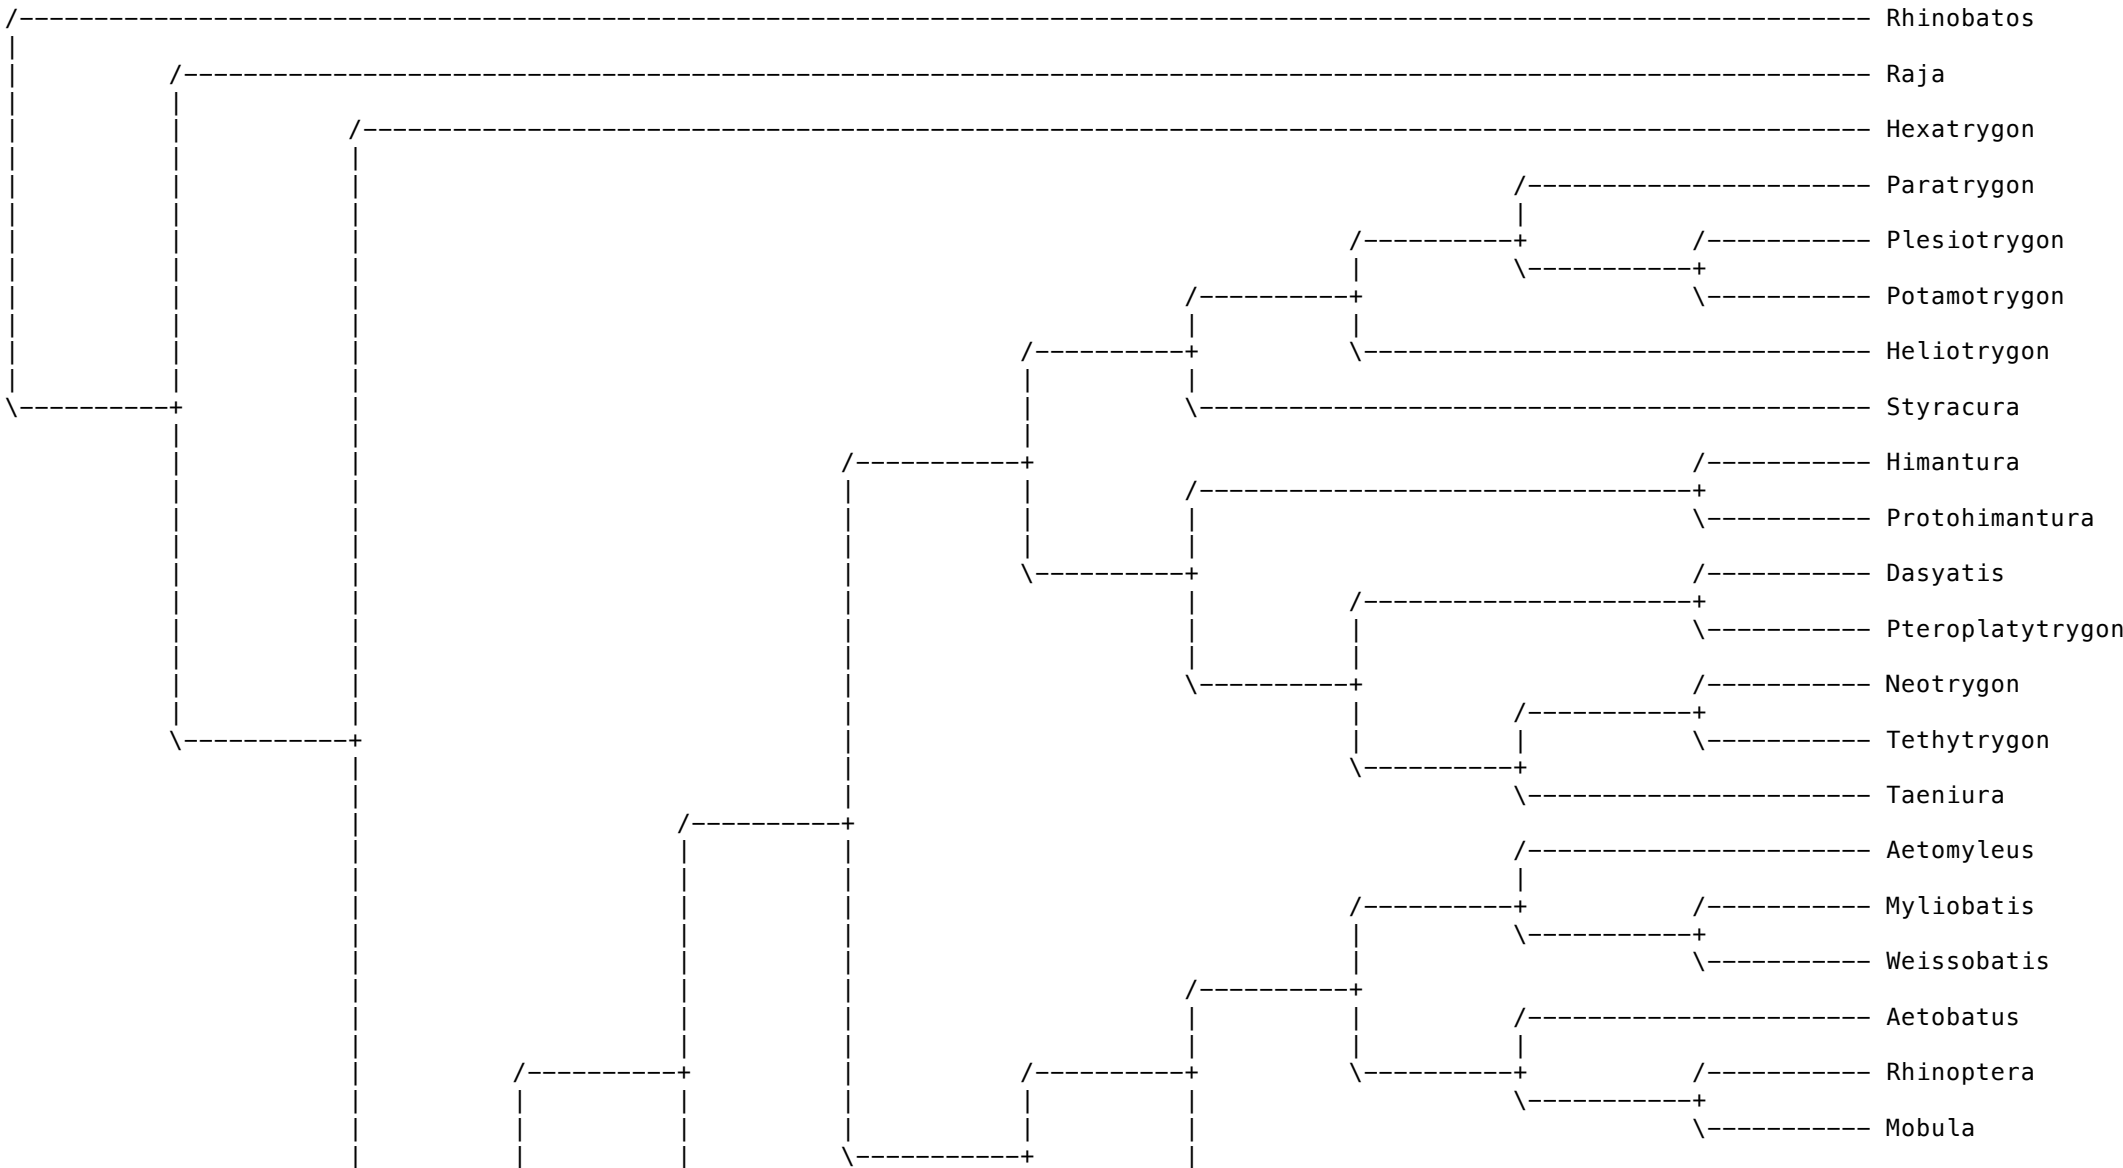 Rhinobatos
Raja
Hexatrygon
Paratrygon
Plesiotrygon
Potamotrygon
Heliotrygon
Styracura
Himantura
Protohimantura
Dasyatis
Pteroplatytrygon
Neotrygon
Tethytrygon
Taeniura
Aetomyleus
Myliobatis
Weissobatis
Aetobatus
Rhinoptera
Mobula